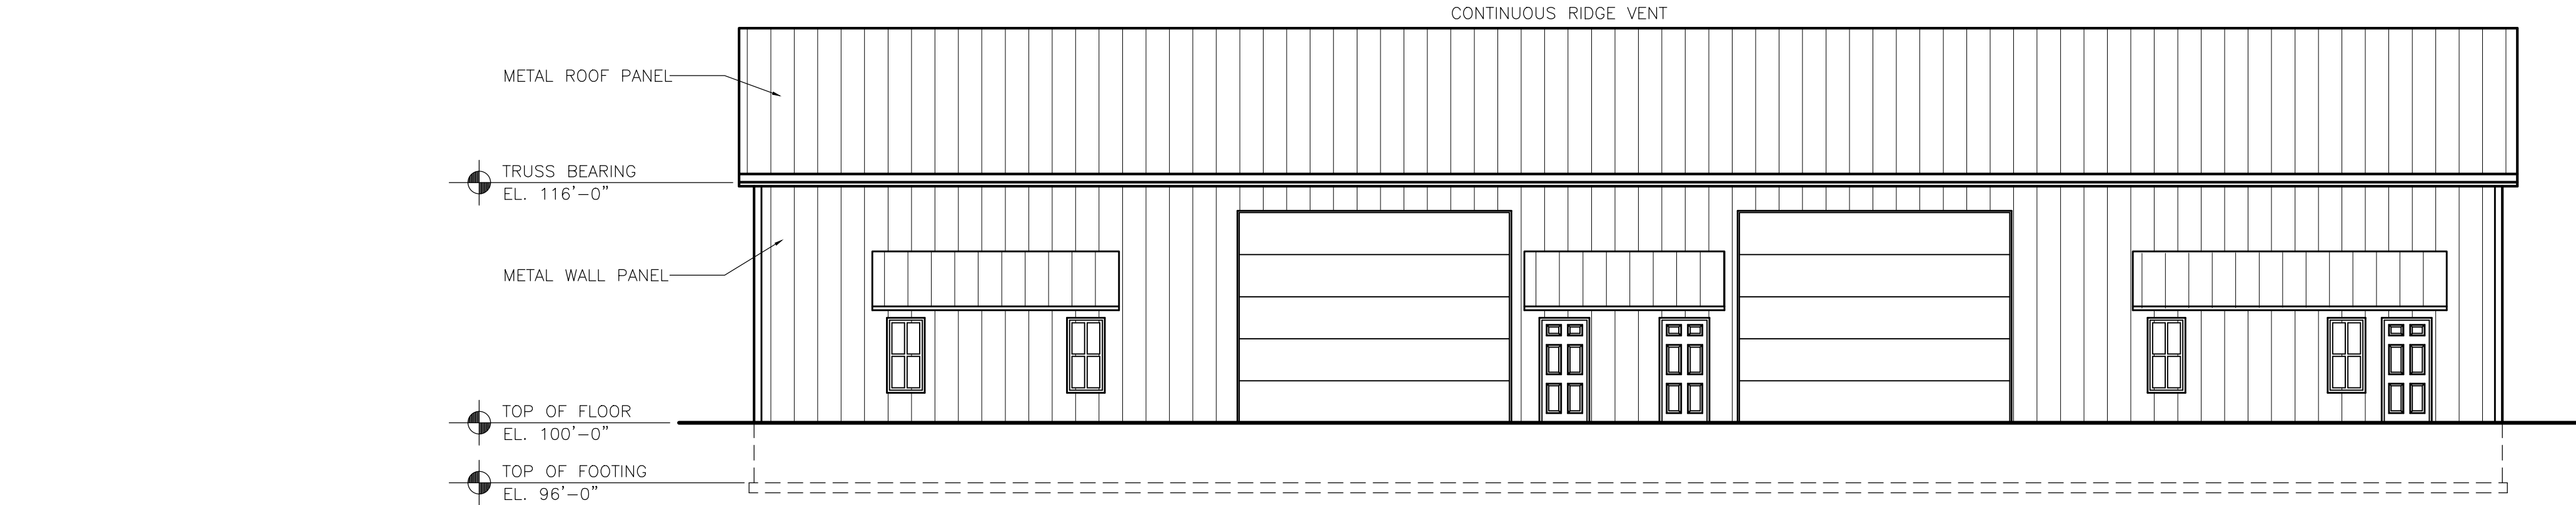 CONTINUOUS RIDGE VENT
METAL ROOF PANEL
TRUSS BEARING
EL. 116'-0"
METAL WALL PANEL
TOP OF FLOOR
EL. 100'-0"
TOP OF FOOTING
EL. 96'-0"